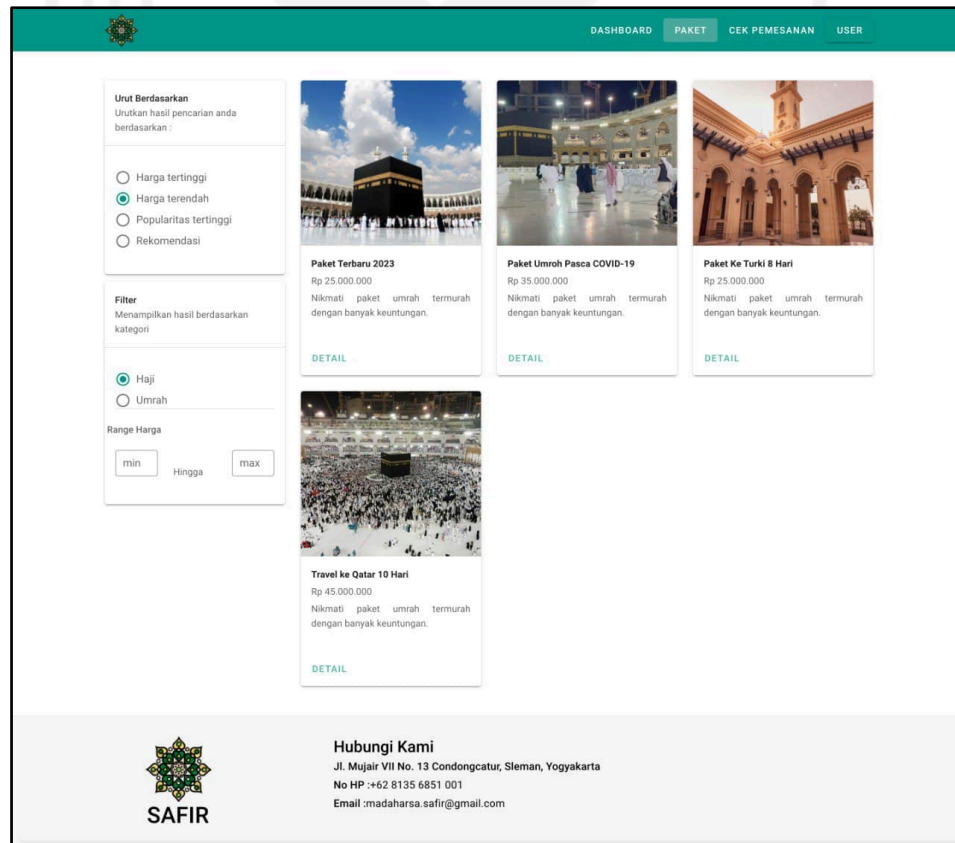 DASHBOARD PAKET CEK PEMESANAN USER
Urut Berdasarkan
Urutkan hasil pencarian anda
berdasarkan :
Harga tertinggi
Harga terendah
Popularitas tertinggi
Rekomendasi
Filter
Menampilkan hasil berdasarkan
kategori
Haji
Umrah
Range Harga
min Hingga max
Paket Terbaru 2023
Rp 25.000.000
Nikmati paket umrah termurah
dengan banyak keuntungan.
DETAIL
Paket Umroh Pasca COVID-19
Rp 35.000.000
Nikmati paket umrah termurah
dengan banyak keuntungan.
DETAIL
Paket Ke Turki 8 Hari
Rp 25.000.000
Nikmati paket umrah termurah
dengan banyak keuntungan.
DETAIL
Travel ke Qatar 10 Hari
Rp 45.000.000
Nikmati paket umrah termurah
dengan banyak keuntungan.
DETAIL
SAFIR
Hubungi Kami
Jl. Mujair VII No. 13 Condongcatur, Sleman, Yogyakarta
No HP :+62 8135 6851 001
Email :madaharsa.safir@gmail.com